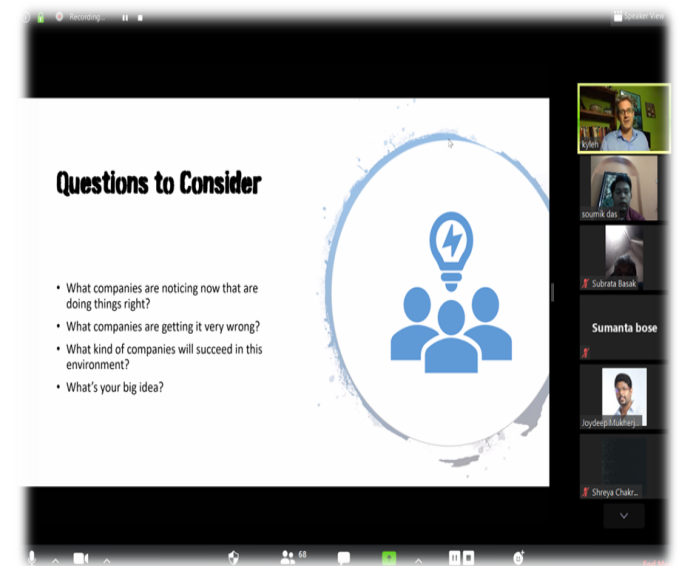 Recording...
Speaker View
Questions to Consider
• What companies are noticing now that are
doing things right?
• What companies are getting it very wrong?
• What kind of companies will succeed in this
environment?
• What's your big idea?
kyleh
soumik das
Subrata Basak
Sumanta bose
Joydeep Mukherj...
Shreya Chakr...
68